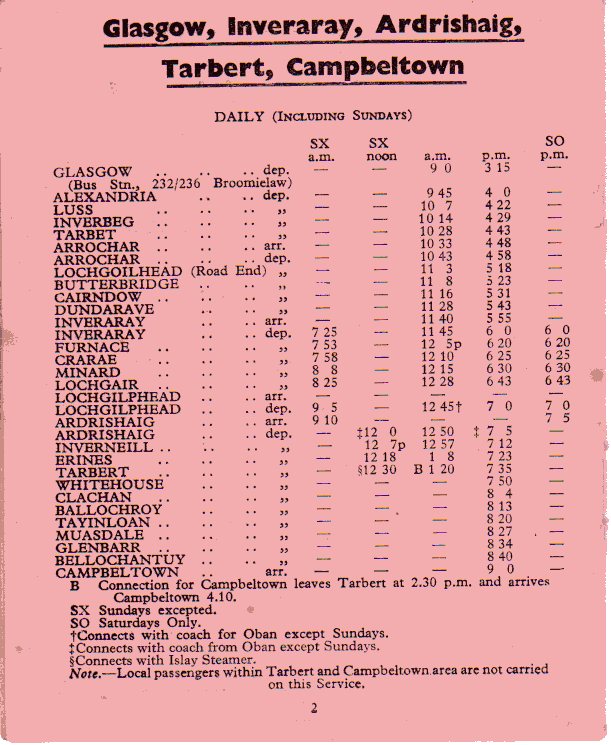 Glasgow, Inveraray, Ardrishaig,
Tarbert, Campbeltown
DAILY (INCLUDING SUNDAYS)
SX SX SO
a.m. noon a.m. p.m. p.m.
GLASGOW .. .. .. dep. — — 9 0 3 15 —
(Bus Stn., 232/236 Broomielaw)
ALEXANDRIA .. .. dep. — — 9 45 4 0 —
LUSS .. .. .. „ — — 10 7 4 22 —
INVERBEG .. .. .. „ — — 10 14 4 29 —
TARBET .. .. .. „ — — 10 28 4 43 —
ARROCHAR .. .. arr. — — 10 33 4 48 —
ARROCHAR .. .. dep. — — 10 43 4 58 —
LOCHGOILHEAD (Road End) „ — — 11 3 5 18 —
BUTTERBRIDGE .. .. „ — — 11 8 5 23 —
CAIRNDOW .. .. .. „ — — 11 16 5 31 —
DUNDARAVE .. .. „ — — 11 28 5 43 —
INVERARAY .. .. arr. — — 11 40 5 55 —
INVERARAY .. .. dep. 7 25 — 11 45 6 0 6 0
FURNACE .. .. .. „ 7 53 — 12 5p 6 20 6 20
CRARAE .. .. .. „ 7 58 — 12 10 6 25 6 25
MINARD .. .. .. „ 8 8 — 12 15 6 30 6 30
LOCHGAIR .. .. .. „ 8 25 — 12 28 6 43 6 43
LOCHGILPHEAD .. .. arr. — — — — —
LOCHGILPHEAD .. .. dep. 9 5 — 12 45† 7 0 7 0
ARDRISHAIG .. .. arr. 9 10 — — — 7 5
ARDRISHAIG .. .. dep. — ‡12 0 12 50 ‡ 7 5 —
INVERNEILL .. .. .. „ — 12 7p 12 57 7 12 —
ERINES .. .. .. „ — 12 18 1 8 7 23 —
TARBERT .. .. .. „ — §12 30 B 1 20 7 35 —
WHITEHOUSE .. .. „ — — — 7 50 —
CLACHAN .. .. .. „ — — — 8 4 —
BALLOCHROY .. .. „ — — — 8 13 —
TAYINLOAN .. .. .. „ — — — 8 20 —
MUASDALE .. .. .. „ — — — 8 27 —
GLENBARR .. .. .. „ — — — 8 34 —
BELLOCHANTUY .. .. „ — — — 8 40 —
CAMPBELTOWN .. arr. — — — 9 0 —
B Connection for Campbeltown leaves Tarbert at 2.30 p.m. and arrives
Campbeltown 4.10.
SX Sundays excepted.
SO Saturdays Only.
†Connects with coach for Oban except Sundays.
‡Connects with coach from Oban except Sundays.
§Connects with Islay Steamer.
Note.—Local passengers within Tarbert and Campbeltown area are not carried
on this Service.
2